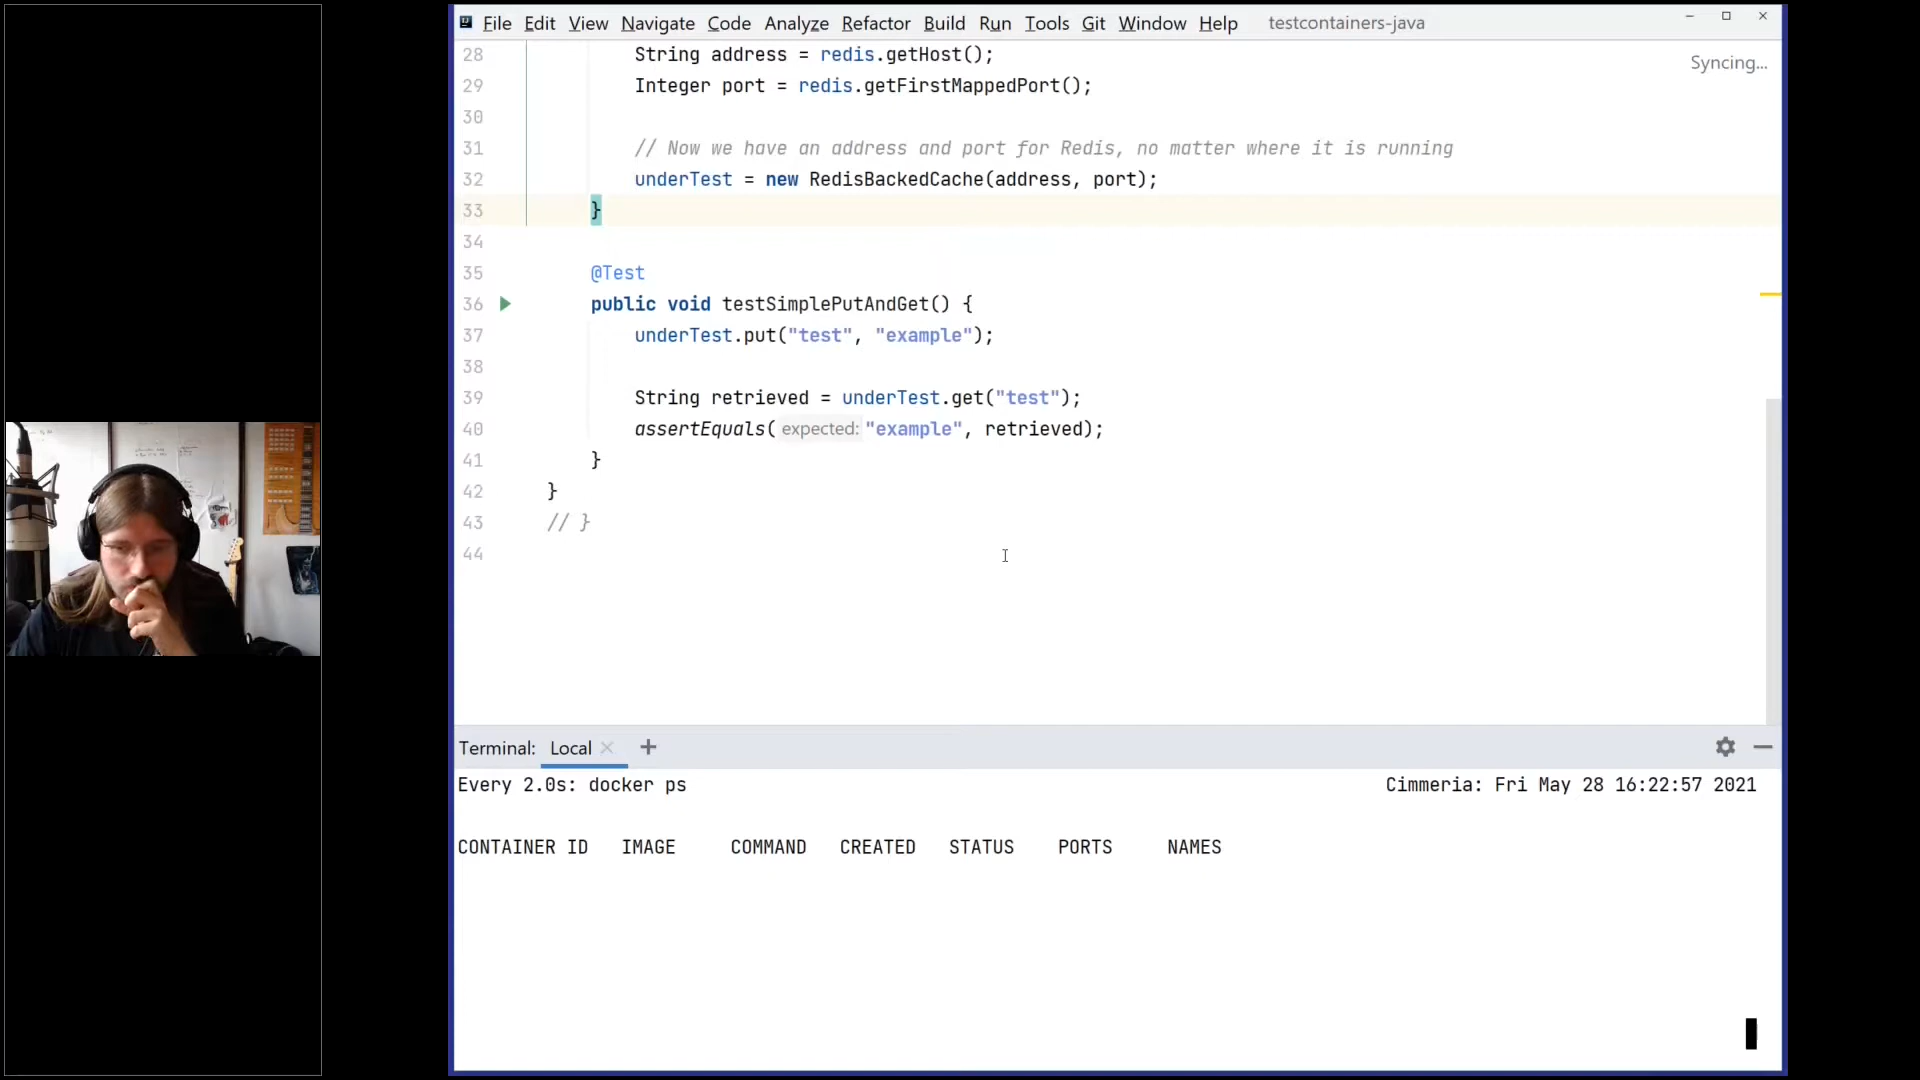 File Edit View Navigate Code Analyze Refactor Build Run Tools Git Window Help testcontainers-java
Syncing...
28 String address = redis.getHost();
29 Integer port = redis.getFirstMappedPort();
30
31 // Now we have an address and port for Redis, no matter where it is running
32 underTest = new RedisBackedCache(address, port);
33 }
34
35 @Test
36 public void testSimplePutAndGet() {
37 underTest.put("test", "example");
38
39 String retrieved = underTest.get("test");
40 assertEquals( expected: "example", retrieved);
41 }
42 }
43 // }
44
Terminal: Local
Every 2.0s: docker ps Cimmeria: Fri May 28 16:22:57 2021
CONTAINER ID IMAGE COMMAND CREATED STATUS PORTS NAMES